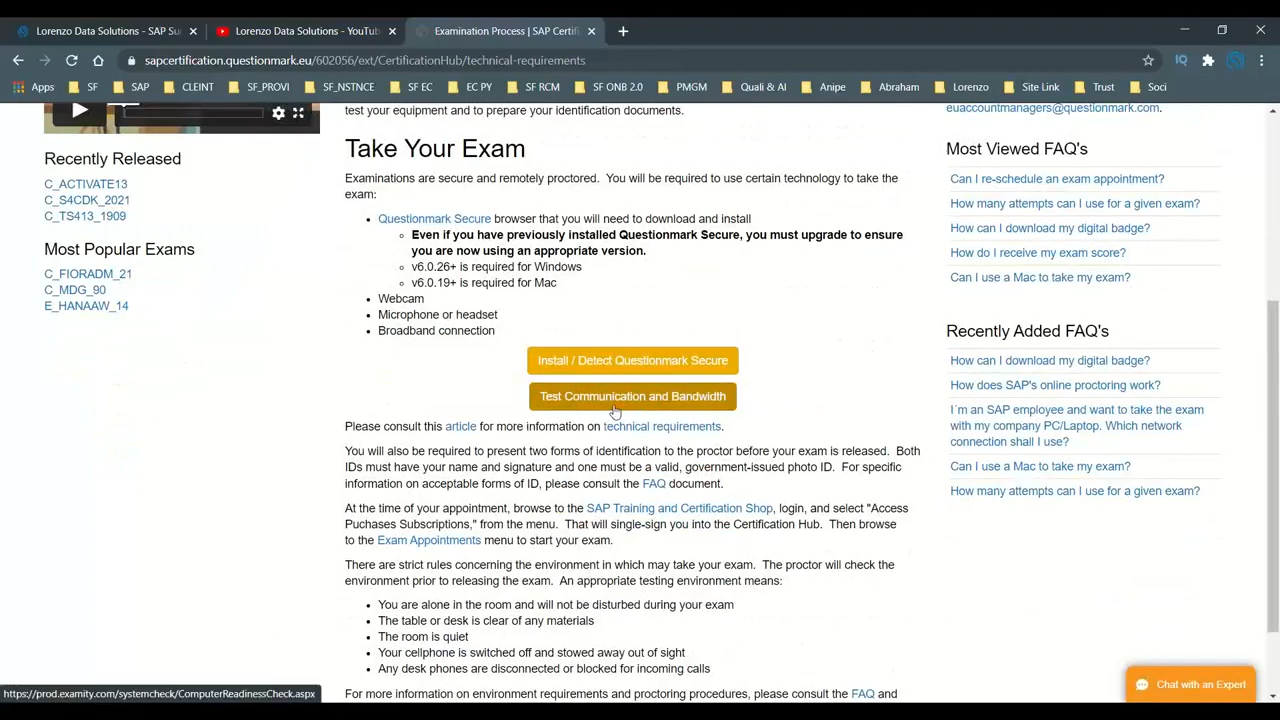 Lorenzo Data Solutions - SAP Su
Lorenzo Data Solutions - YouTub
Examination Process | SAP Certifi
sapcertification.questionmark.eu/602056/ext/CertificationHub/technical-requirements
Apps SF SAP CLEINT SF_PROVI SF_NSTNCE SF EC EC PY SF RCM SF ONB 2.0 PMGM Quali & AI Anipe Abraham Lorenzo Site Link Trust Soci
Recently Released
C_ACTIVATE13
C_S4CDK_2021
C_TS413_1909
Most Popular Exams
C_FIORADM_21
C_MDG_90
E_HANAAW_14
test your equipment and to prepare your identification documents.
Take Your Exam
Examinations are secure and remotely proctored. You will be required to use certain technology to take the
exam:
Questionmark Secure browser that you will need to download and install
Even if you have previously installed Questionmark Secure, you must upgrade to ensure
you are now using an appropriate version.
v6.0.26+ is required for Windows
v6.0.19+ is required for Mac
Webcam
Microphone or headset
Broadband connection
Install / Detect Questionmark Secure
Test Communication and Bandwidth
Please consult this article for more information on technical requirements.
You will also be required to present two forms of identification to the proctor before your exam is released. Both
IDs must have your name and signature and one must be a valid, government-issued photo ID. For specific
information on acceptable forms of ID, please consult the FAQ document.
At the time of your appointment, browse to the SAP Training and Certification Shop, login, and select "Access
Puchases Subscriptions," from the menu. That will single-sign you into the Certification Hub. Then browse
to the Exam Appointments menu to start your exam.
There are strict rules concerning the environment in which may take your exam. The proctor will check the
environment prior to releasing the exam. An appropriate testing environment means:
You are alone in the room and will not be disturbed during your exam
The table or desk is clear of any materials
The room is quiet
Your cellphone is switched off and stowed away out of sight
Any desk phones are disconnected or blocked for incoming calls
For more information on environment requirements and proctoring procedures, please consult the FAQ and
euaccountmanagers@questionmark.com.
Most Viewed FAQ's
Can I re-schedule an exam appointment?
How many attempts can I use for a given exam?
How can I download my digital badge?
How do I receive my exam score?
Can I use a Mac to take my exam?
Recently Added FAQ's
How can I download my digital badge?
How does SAP's online proctoring work?
I´m an SAP employee and want to take the exam
with my company PC/Laptop. Which network
connection shall I use?
Can I use a Mac to take my exam?
How many attempts can I use for a given exam?
Chat with an Expert
https://prod.examity.com/systemcheck/ComputerReadinessCheck.aspx